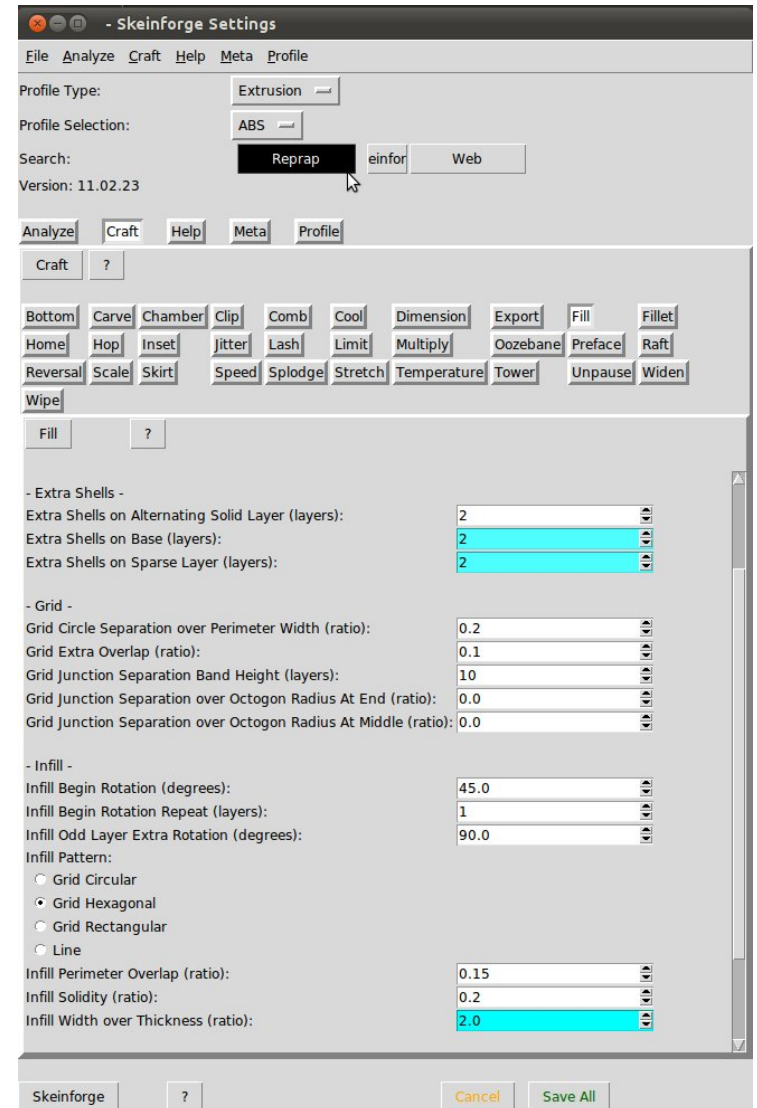 - Skeinforge Settings
File Analyze Craft Help Meta Profile
Profile Type: Extrusion
Profile Selection: ABS
Search: Reprap einfor Web
Version: 11.02.23
Analyze Craft Help Meta Profile
Craft ?
Bottom Carve Chamber Clip Comb Cool Dimension Export Fill Fillet
Home Hop Inset Jitter Lash Limit Multiply Oozebane Preface Raft
Reversal Scale Skirt Speed Splodge Stretch Temperature Tower Unpause Widen
Wipe
Fill ?
- Extra Shells -
Extra Shells on Alternating Solid Layer (layers): 2
Extra Shells on Base (layers): 2
Extra Shells on Sparse Layer (layers): 2
- Grid -
Grid Circle Separation over Perimeter Width (ratio): 0.2
Grid Extra Overlap (ratio): 0.1
Grid Junction Separation Band Height (layers): 10
Grid Junction Separation over Octogon Radius At End (ratio): 0.0
Grid Junction Separation over Octogon Radius At Middle (ratio): 0.0
- Infill -
Infill Begin Rotation (degrees): 45.0
Infill Begin Rotation Repeat (layers): 1
Infill Odd Layer Extra Rotation (degrees): 90.0
Infill Pattern:
Grid Circular
Grid Hexagonal
Grid Rectangular
Line
Infill Perimeter Overlap (ratio): 0.15
Infill Solidity (ratio): 0.2
Infill Width over Thickness (ratio): 2.0
Skeinforge ? Cancel Save All